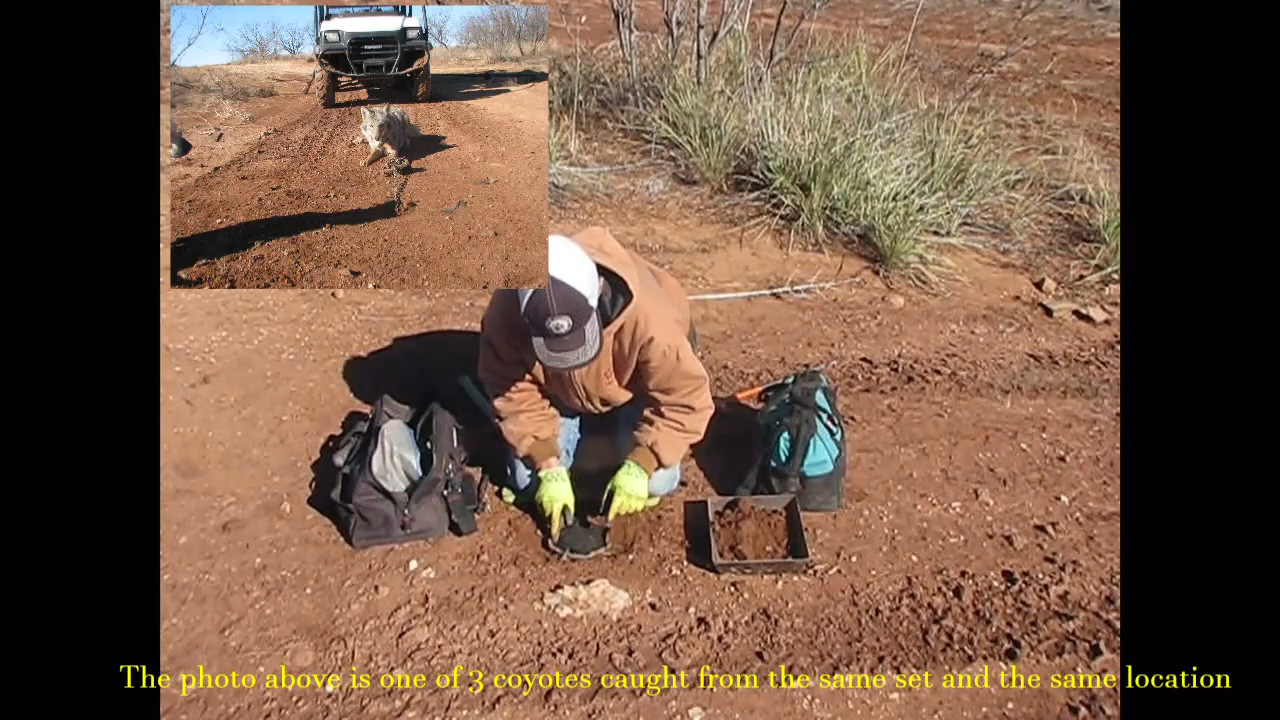 The photo above is one of 3 coyotes caught from the same set and the same location